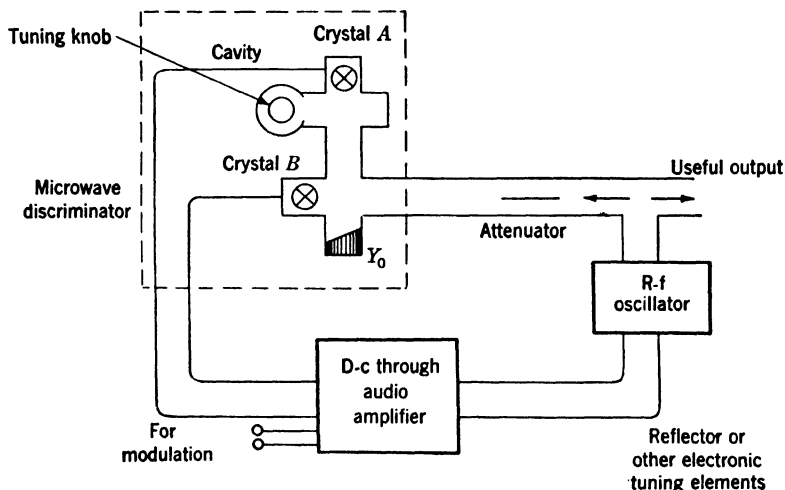 Crystal A
Tuning knob
Cavity
Crystal B
Useful output
Microwave
discriminator
Attenuator
Y₀
R-f
oscillator
D-c through
audio
amplifier
For
modulation
Reflector or
other electronic
tuning elements